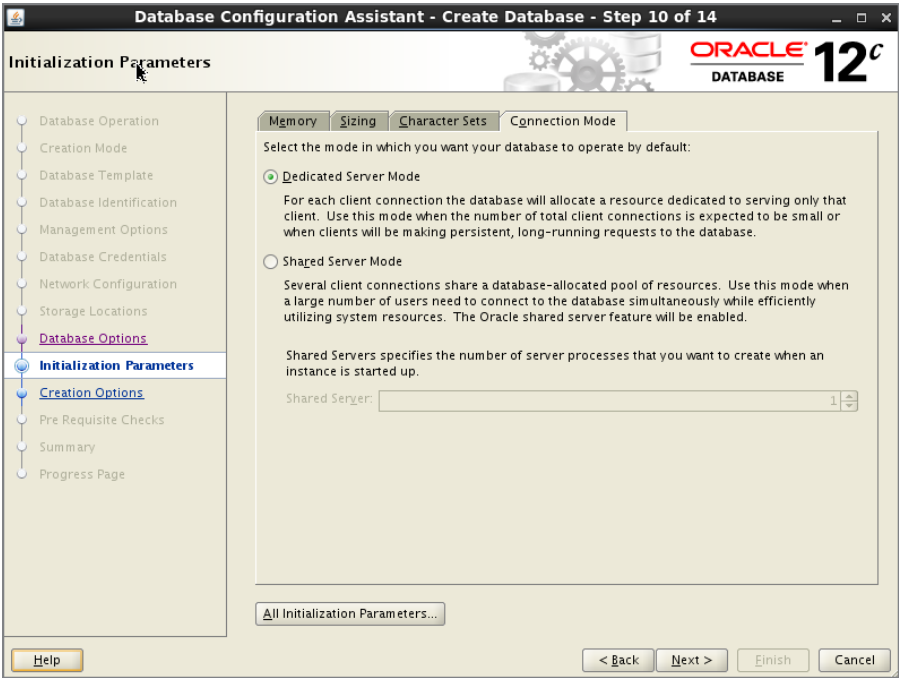 Database Configuration Assistant - Create Database - Step 10 of 14
Initialization Parameters
ORACLE
DATABASE
12c
Database Operation
Creation Mode
Database Template
Database Identification
Management Options
Database Credentials
Network Configuration
Storage Locations
Database Options
Initialization Parameters
Creation Options
Pre Requisite Checks
Summary
Progress Page
Memory Sizing Character Sets Connection Mode
Select the mode in which you want your database to operate by default:
Dedicated Server Mode
For each client connection the database will allocate a resource dedicated to serving only that
client. Use this mode when the number of total client connections is expected to be small or
when clients will be making persistent, long-running requests to the database.
Shared Server Mode
Several client connections share a database-allocated pool of resources. Use this mode when
a large number of users need to connect to the database simultaneously while efficiently
utilizing system resources. The Oracle shared server feature will be enabled.
Shared Servers specifies the number of server processes that you want to create when an
instance is started up.
Shared Server: 1
All Initialization Parameters...
Help
< Back Next > Finish Cancel